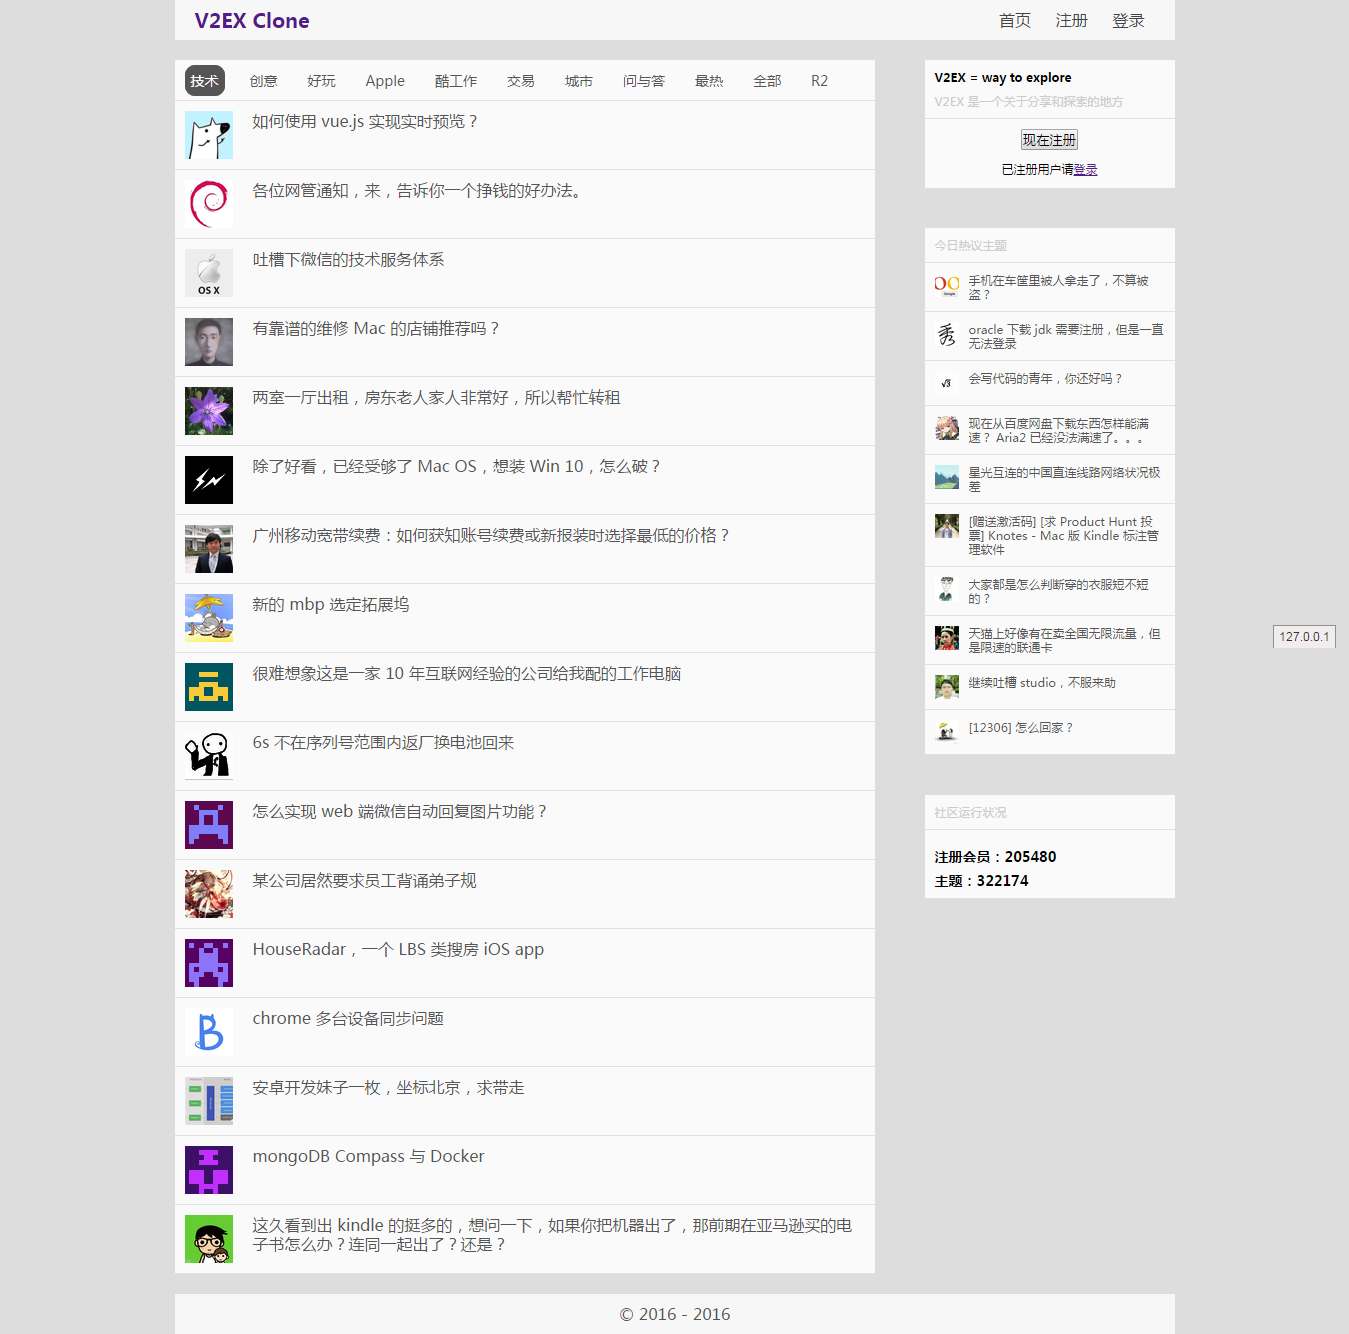 V2EX Clone
首页 注册 登录
技术 创意 好玩 Apple 酷工作 交易 城市 问与答 最热 全部 R2
如何使用 vue.js 实现实时预览？
各位网管通知，来，告诉你一个挣钱的好办法。
OS X
吐槽下微信的技术服务体系
有靠谱的维修 Mac 的店铺推荐吗？
两室一厅出租，房东老人家人非常好，所以帮忙转租
除了好看，已经受够了 Mac OS，想装 Win 10，怎么破？
广州移动宽带续费：如何获知账号续费或新报装时选择最低的价格？
新的 mbp 选定拓展坞
很难想象这是一家 10 年互联网经验的公司给我配的工作电脑
6s 不在序列号范围内返厂换电池回来
怎么实现 web 端微信自动回复图片功能？
某公司居然要求员工背诵弟子规
HouseRadar，一个 LBS 类搜房 iOS app
chrome 多台设备同步问题
安卓开发妹子一枚，坐标北京，求带走
mongoDB Compass 与 Docker
这久看到出 kindle 的挺多的，想问一下，如果你把机器出了，那前期在亚马逊买的电
子书怎么办？连同一起出了？还是？
V2EX = way to explore
V2EX 是一个关于分享和探索的地方
现在注册
已注册用户请登录
今日热议主题
手机在车筐里被人拿走了，不算被
盗？
秀
oracle 下载 jdk 需要注册，但是一直
无法登录
√3
会写代码的青年，你还好吗？
现在从百度网盘下载东西怎样能满
速？ Aria2 已经没法满速了。。。
星光互连的中国直连线路网络状况极
差
[赠送激活码] [求 Product Hunt 投
票] Knotes - Mac 版 Kindle 标注管
理软件
大家都是怎么判断穿的衣服短不短
的？
天猫上好像有在卖全国无限流量，但
是限速的联通卡
继续吐槽 studio，不服来助
[12306] 怎么回家？
社区运行状况
注册会员：205480
主题：322174
127.0.0.1
© 2016 - 2016